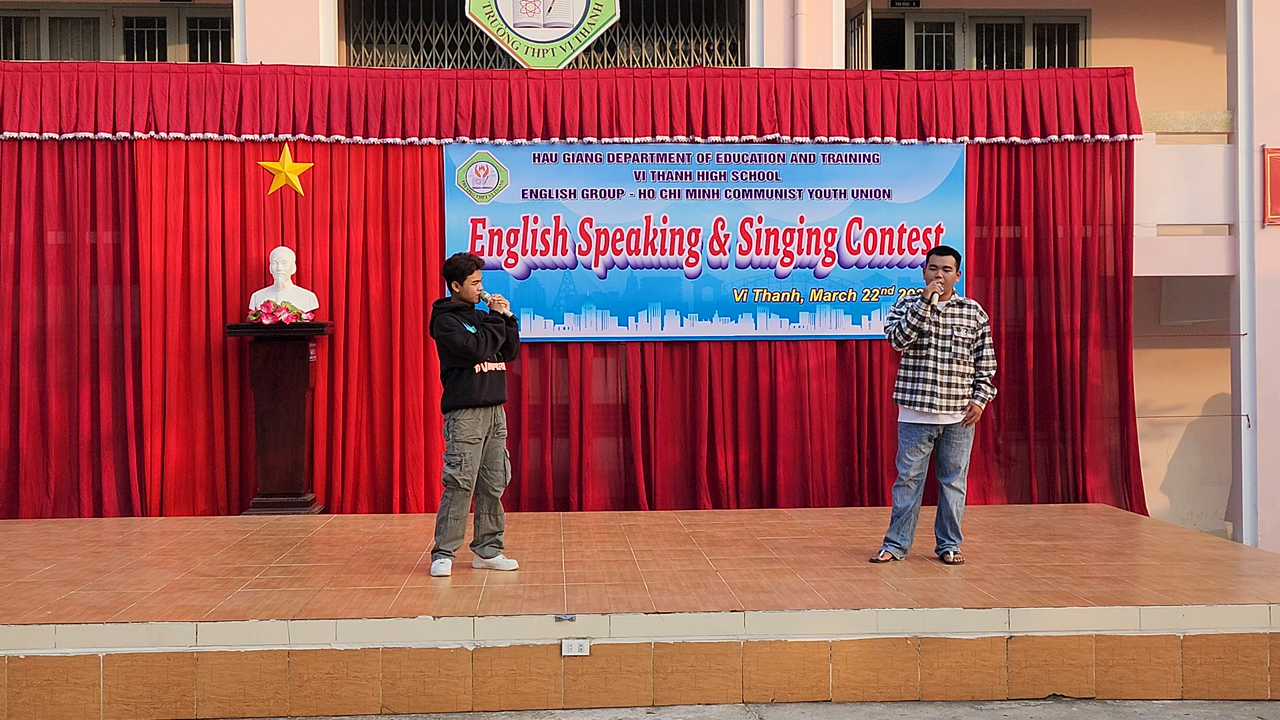 TRƯỜNG THPT VỊ THANH
HAU GIANG DEPARTMENT OF EDUCATION AND TRAINING
VI THANH HIGH SCHOOL
ENGLISH GROUP - HO CHI MINH COMMUNIST YOUTH UNION
English Speaking & Singing Contest
Vi Thanh, March 22nd